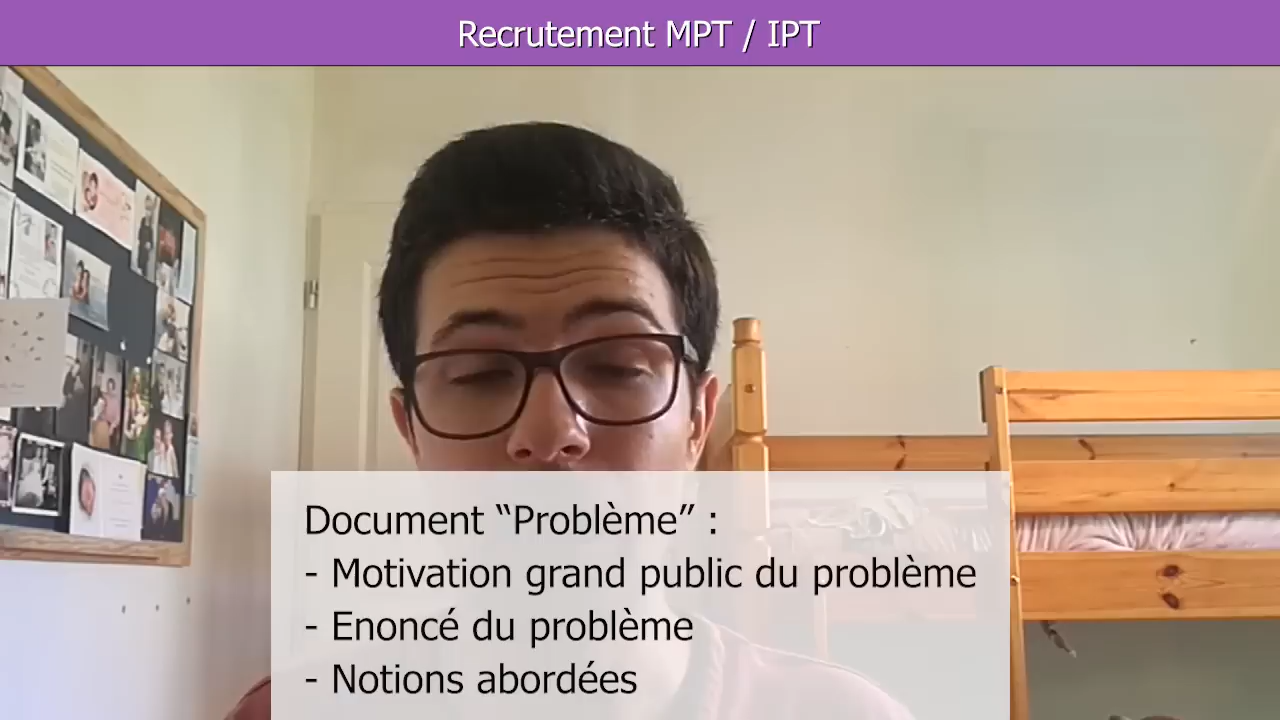 Recrutement MPT / IPT
Document “Problème” :
- Motivation grand public du problème
- Enoncé du problème
- Notions abordées